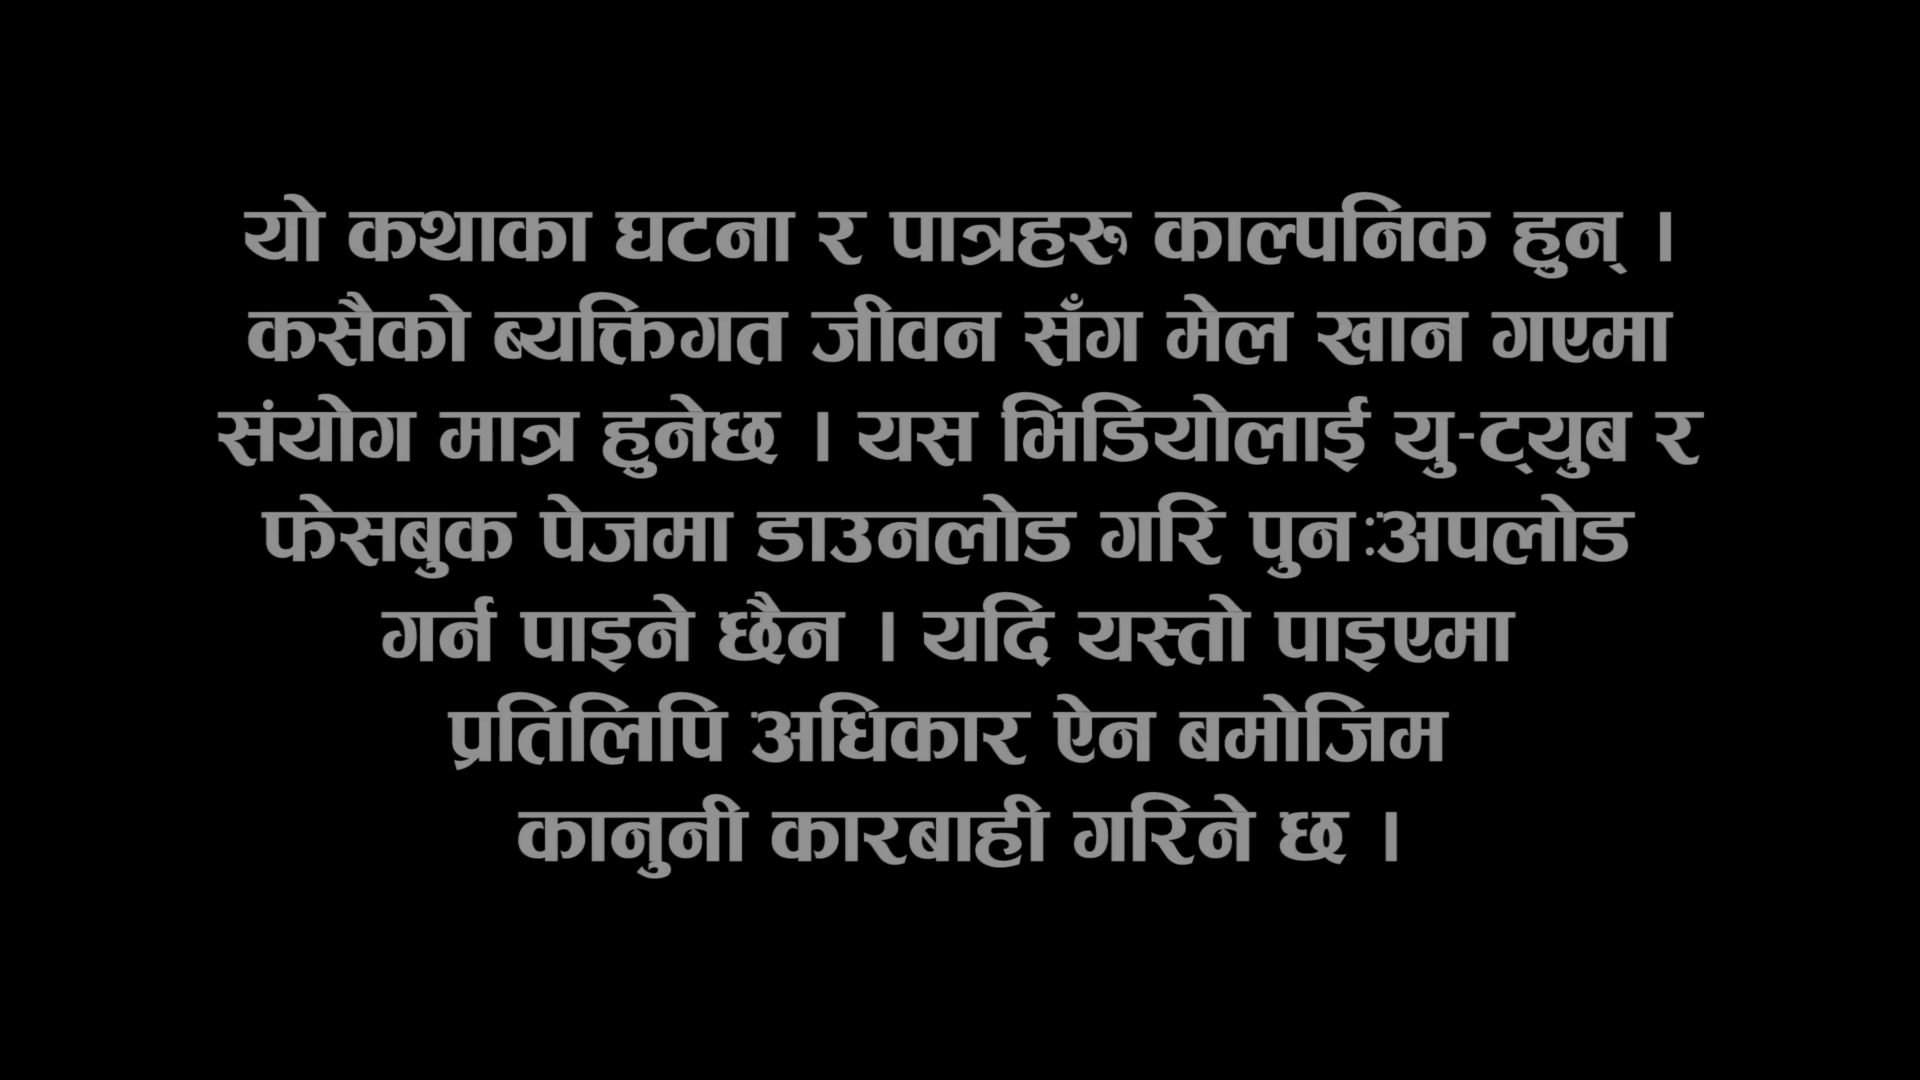 यो कथाका घटना र पात्रहरु काल्पनिक हुन् ।
कसैको ब्यक्तिगत जीवन सँग मेल खान गएमा
संयोग मात्र हुनेछ । यस भिडियोलाई यु-ट्युब र
फेसबुक पेजमा डाउनलोड गरि पुनःअपलोड
गर्न पाइने छैन । यदि यस्तो पाइएमा
प्रतिलिपि अधिकार ऐन बमोजिम
कानुनी कारबाही गरिने छ ।